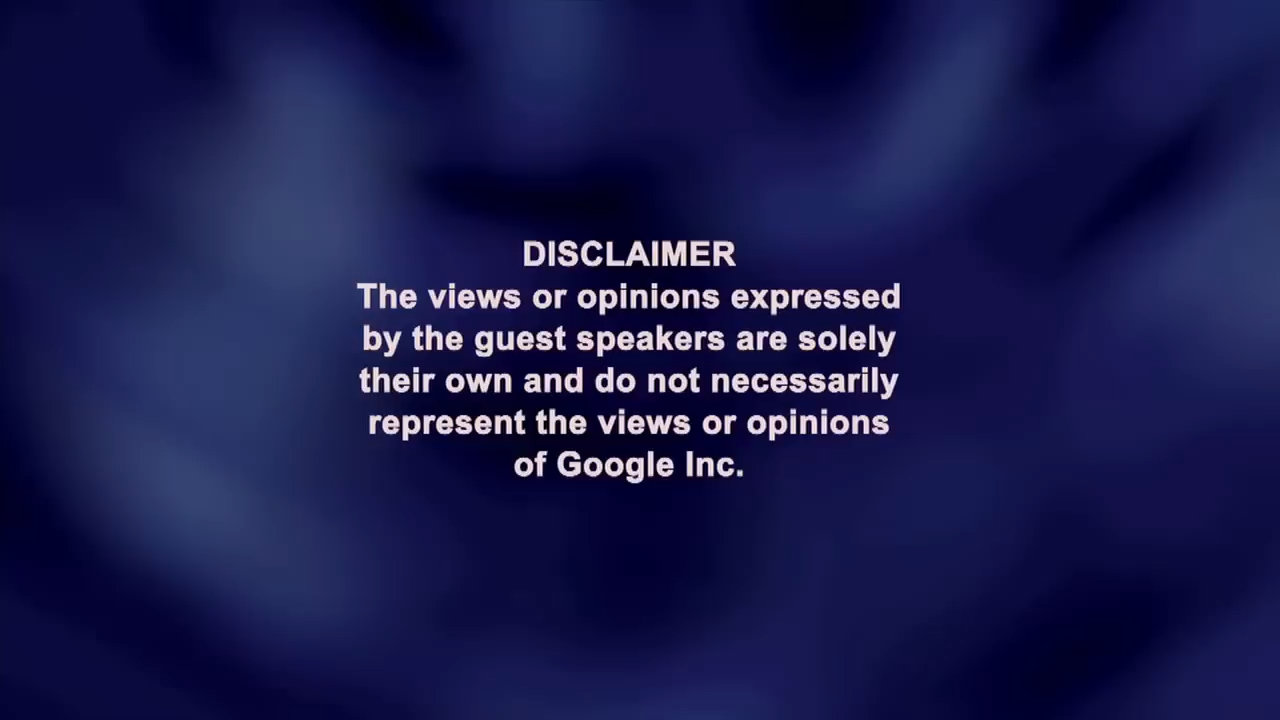 DISCLAIMER
The views or opinions expressed
by the guest speakers are solely
their own and do not necessarily
represent the views or opinions
of Google Inc.